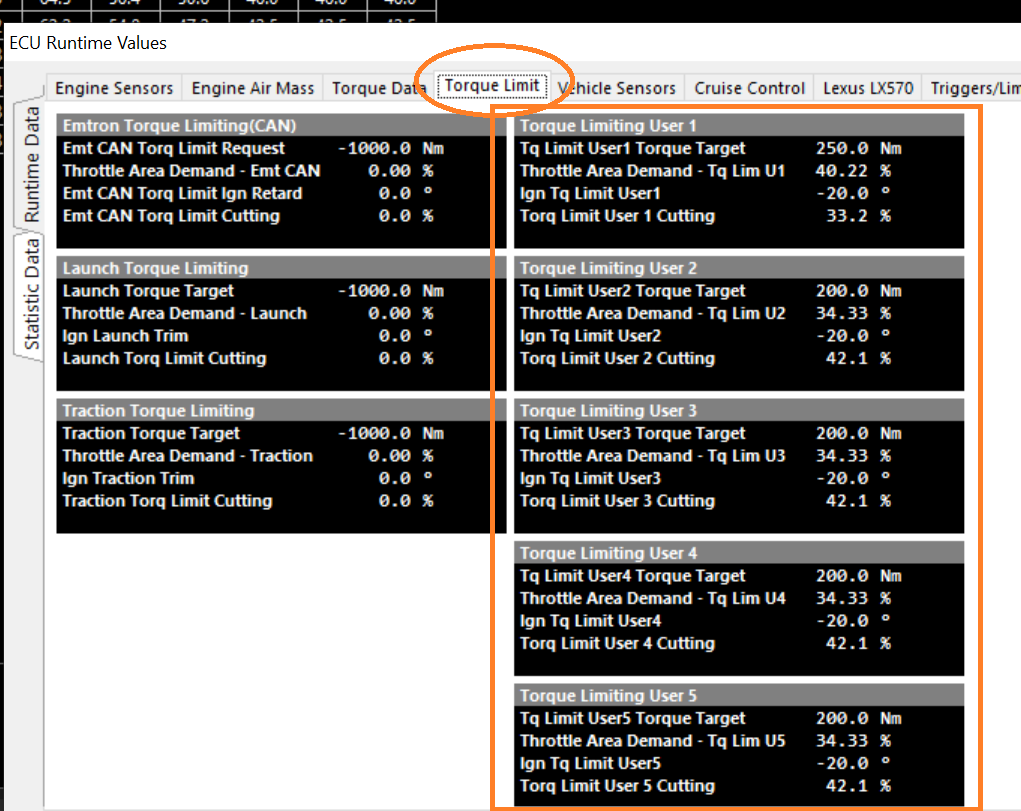 ECU Runtime Values
Engine Sensors Engine Air Mass Torque Data Torque Limit Vehicle Sensors Cruise Control Lexus LX570 Triggers/Lim
Runtime Data
Statistic Data
Emtron Torque Limiting(CAN)
Emt CAN Torq Limit Request -1000.0 Nm
Throttle Area Demand - Emt CAN 0.00 %
Emt CAN Torq Limit Ign Retard 0.0 °
Emt CAN Torq Limit Cutting 0.0 %
Launch Torque Limiting
Launch Torque Target -1000.0 Nm
Throttle Area Demand - Launch 0.00 %
Ign Launch Trim 0.0 °
Launch Torq Limit Cutting 0.0 %
Traction Torque Limiting
Traction Torque Target -1000.0 Nm
Throttle Area Demand - Traction 0.00 %
Ign Traction Trim 0.0 °
Traction Torq Limit Cutting 0.0 %
Torque Limiting User 1
Tq Limit User1 Torque Target 250.0 Nm
Throttle Area Demand - Tq Lim U1 40.22 %
Ign Tq Limit User1 -20.0 °
Torq Limit User 1 Cutting 33.2 %
Torque Limiting User 2
Tq Limit User2 Torque Target 200.0 Nm
Throttle Area Demand - Tq Lim U2 34.33 %
Ign Tq Limit User2 -20.0 °
Torq Limit User 2 Cutting 42.1 %
Torque Limiting User 3
Tq Limit User3 Torque Target 200.0 Nm
Throttle Area Demand - Tq Lim U3 34.33 %
Ign Tq Limit User3 -20.0 °
Torq Limit User 3 Cutting 42.1 %
Torque Limiting User 4
Tq Limit User4 Torque Target 200.0 Nm
Throttle Area Demand - Tq Lim U4 34.33 %
Ign Tq Limit User4 -20.0 °
Torq Limit User 4 Cutting 42.1 %
Torque Limiting User 5
Tq Limit User5 Torque Target 200.0 Nm
Throttle Area Demand - Tq Lim U5 34.33 %
Ign Tq Limit User5 -20.0 °
Torq Limit User 5 Cutting 42.1 %